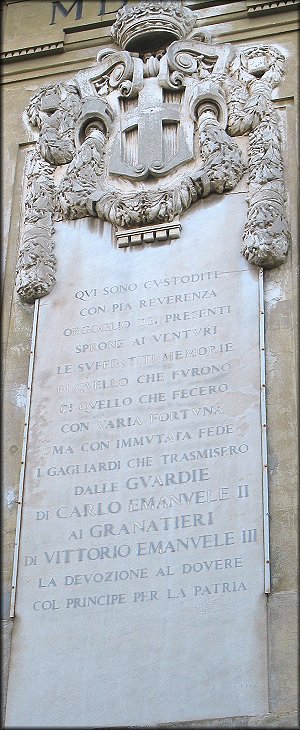 MU
QVI SONO CVSTODITE
CON PIA REVERENZA
ORGOGLIO DEI PRESENTI
SPRONE AI VENTVRI
LE SVPERSTITI MEMORIE
DI QVELLO CHE FVRONO
DI QVELLO CHE FECERO
CON VARIA FORTVNA
MA CON IMMVTATA FEDE
I GAGLIARDI CHE TRASMISERO
DALLE GVARDIE
DI CARLO EMANVELE II
AI GRANATIERI
DI VITTORIO EMANVELE III
LA DEVOZIONE AL DOVERE
COL PRINCIPE PER LA PATRIA